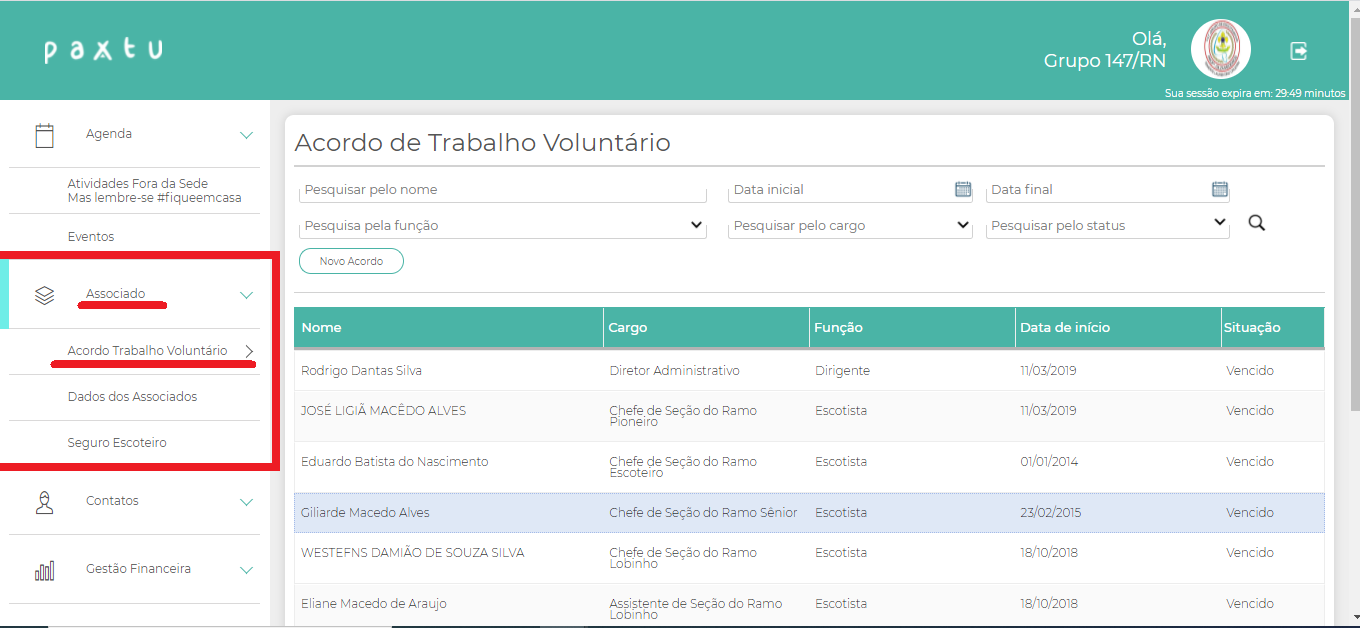 paxtu
Olá,
Grupo 147/RN
Sua sessão expira em: 29:49 minutos
Agenda
Atividades Fora da Sede
Mas lembre-se #fiqueemcasa
Eventos
Associado
Acordo Trabalho Voluntário
Dados dos Associados
Seguro Escoteiro
Contatos
Gestão Financeira
Acordo de Trabalho Voluntário
Pesquisar pelo nome Data inicial Data final
Pesquisa pela função Pesquisar pelo cargo Pesquisar pelo status
Novo Acordo
Nome Cargo Função Data de início Situação
Rodrigo Dantas Silva Diretor Administrativo Dirigente 11/03/2019 Vencido
JOSÉ LIGIÃ MACÊDO ALVES Chefe de Seção do Ramo Escotista 11/03/2019 Vencido
Pioneiro
Eduardo Batista do Nascimento Chefe de Seção do Ramo Escotista 01/01/2014 Vencido
Escoteiro
Giliarde Macedo Alves Chefe de Seção do Ramo Sênior Escotista 23/02/2015 Vencido
WESTEFNS DAMIÃO DE SOUZA SILVA Chefe de Seção do Ramo Escotista 18/10/2018 Vencido
Lobinho
Eliane Macedo de Araujo Assistente de Seção do Ramo Escotista 18/10/2018 Vencido
Lobinho